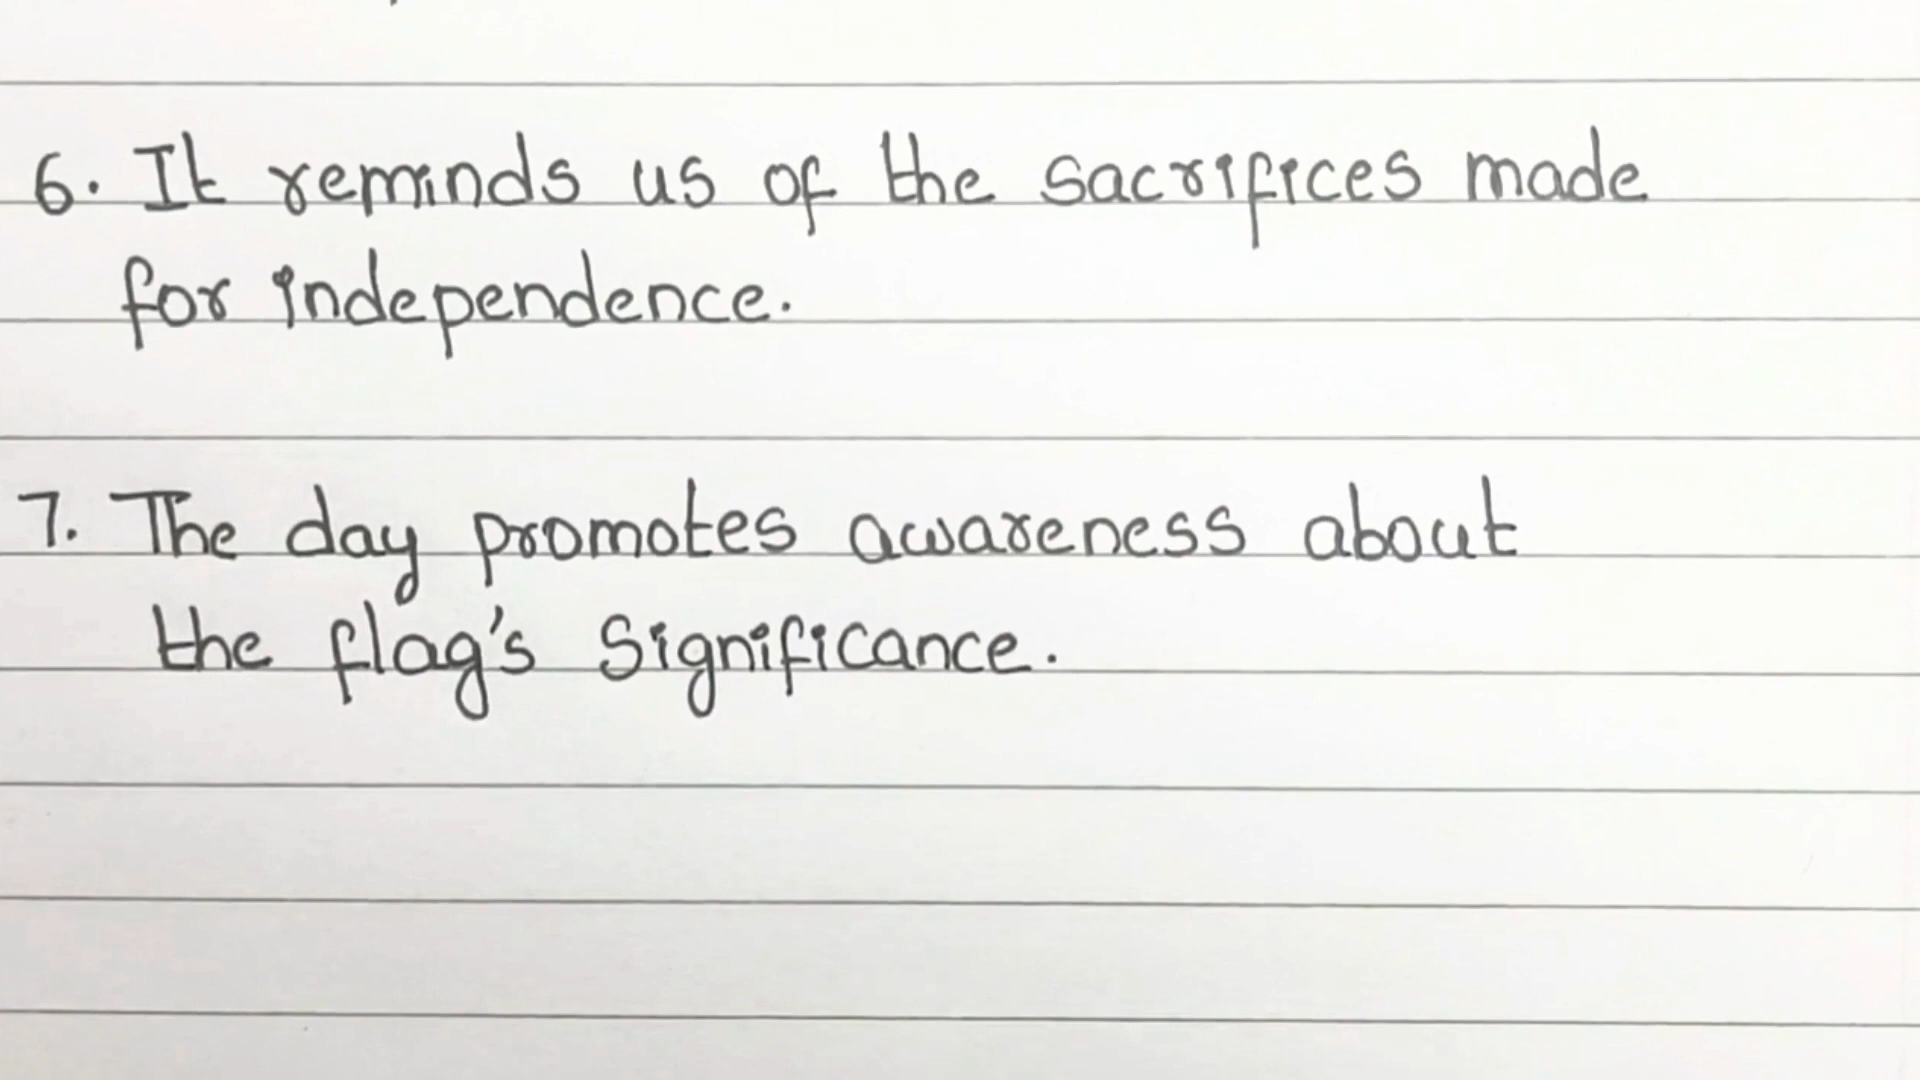 6. It reminds us of the sacrifices made
for independence.
7. The day promotes awareness about
the flag's Significance.